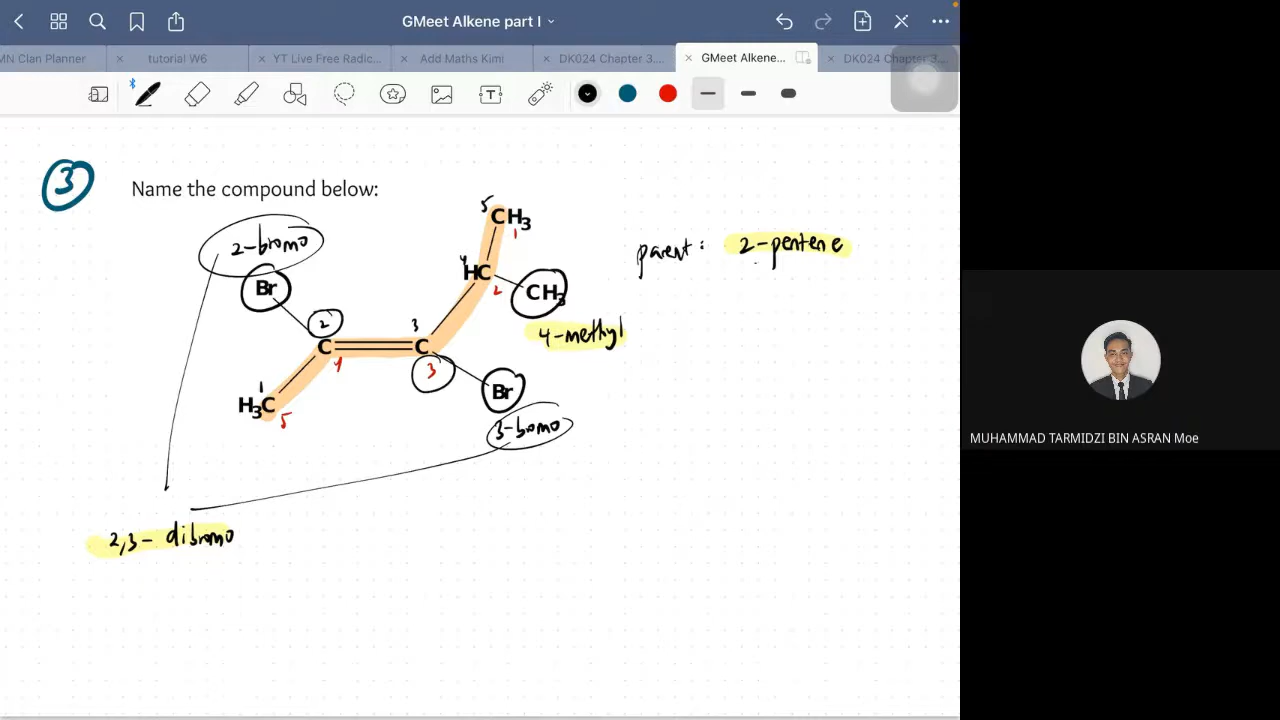 GMeet Alkene part I
MN Clan Planner
tutorial W6
YT Live Free Radic...
Add Maths Kimi
DK024 Chapter 3....
GMeet Alkene...
DK024 Chapter 3...
3
Name the compound below:
2-bromo
Br
5
CH3
1
4
HC
2
CH3
4-methyl
parent : 2-pentene
2
3
C
C
4
3
1
H3C
5
Br
3-bomo
2,3- dibromo
MUHAMMAD TARMIDZI BIN ASRAN Moe